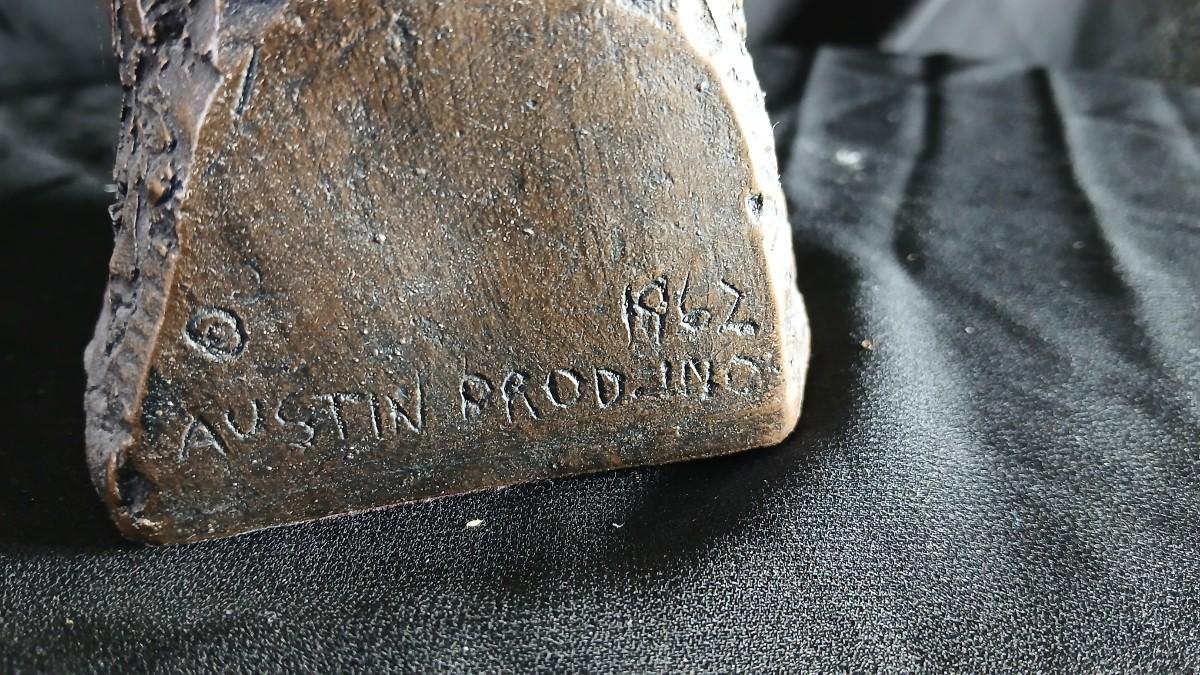 © 1962
AUSTIN PROD. INC